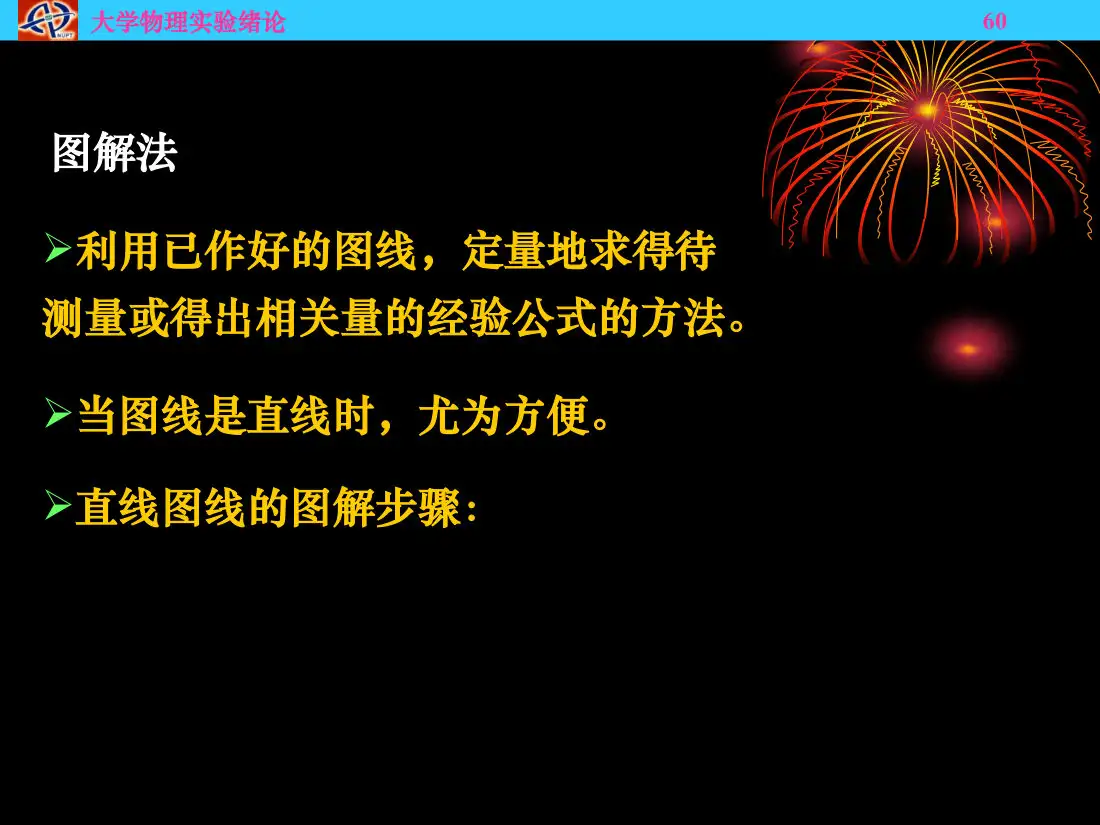 大学物理实验绪论
60
NUPT
图解法
利用已作好的图线，定量地求得待
测量或得出相关量的经验公式的方法。
当图线是直线时，尤为方便。
直线图线的图解步骤：